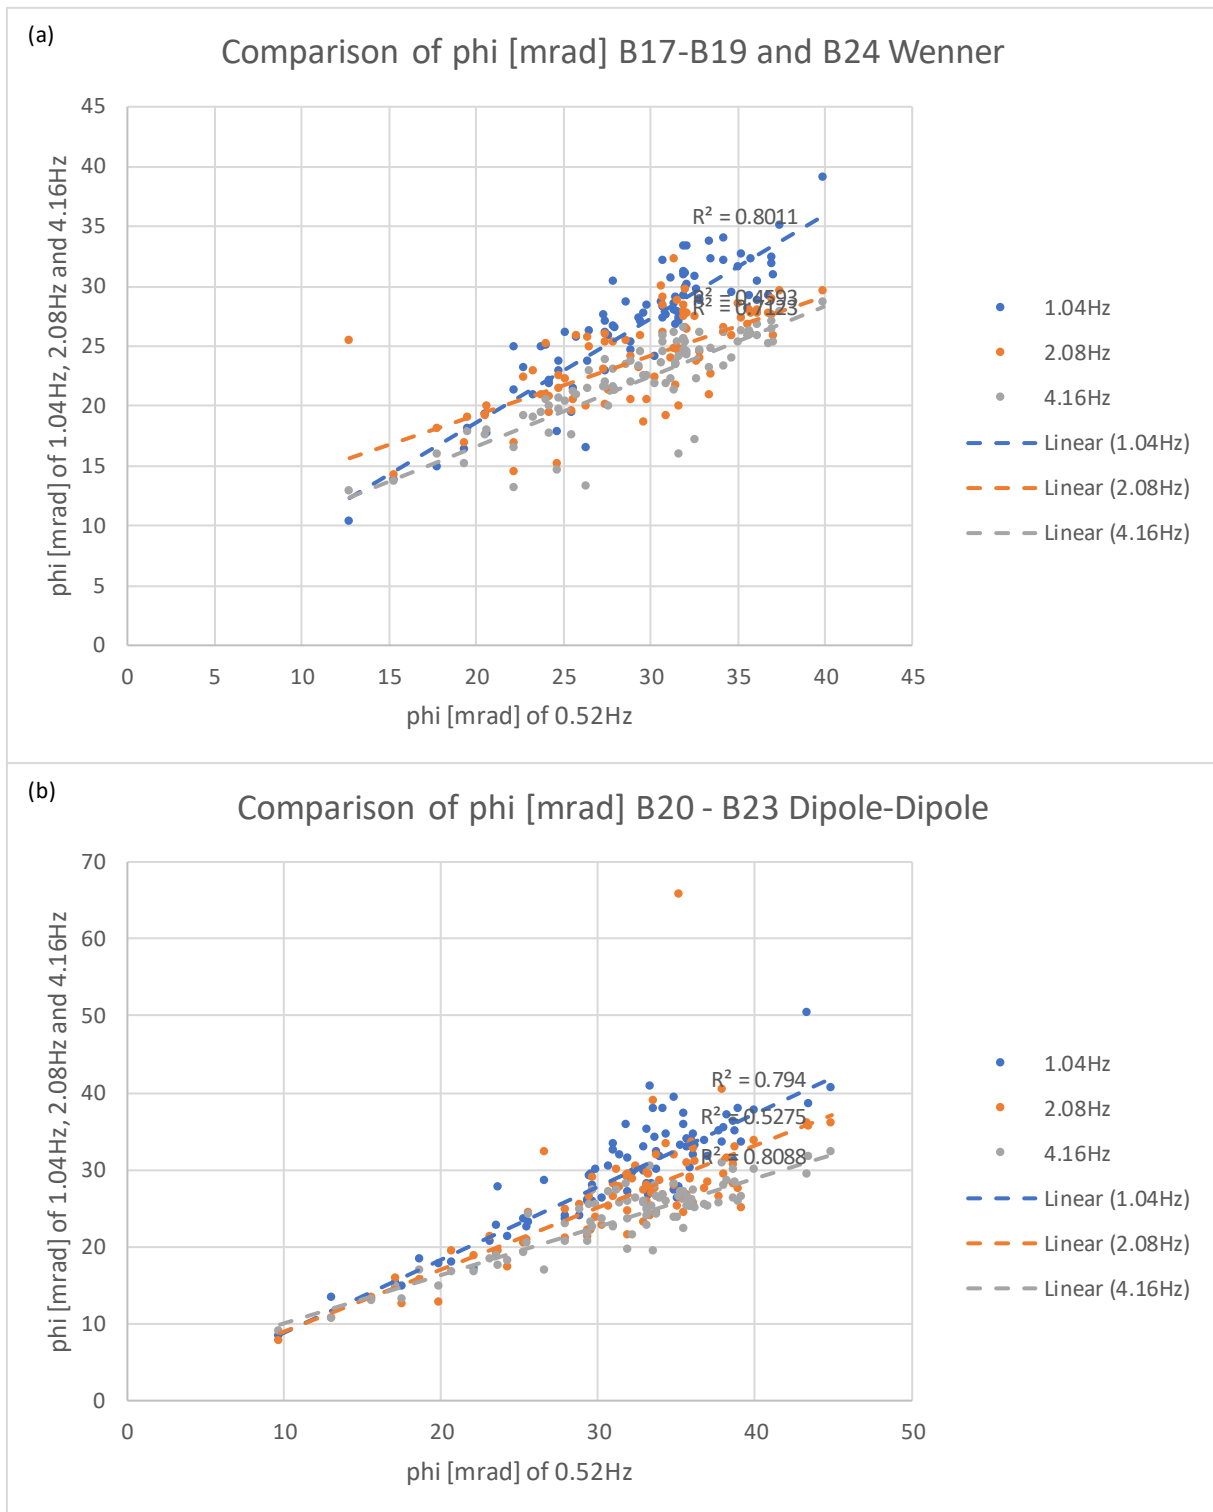 (a)
Comparison of phi [mrad] B17-B19 and B24 Wenner
phi [mrad] of 1.04Hz, 2.08Hz and 4.16Hz
45
40
35
30
25
20
15
10
5
0
R² = 0.8011
R² = 0.4593
R² = 0.7123
0 5 10 15 20 25 30 35 40 45
phi [mrad] of 0.52Hz
1.04Hz
2.08Hz
4.16Hz
Linear (1.04Hz)
Linear (2.08Hz)
Linear (4.16Hz)
(b)
Comparison of phi [mrad] B20 - B23 Dipole-Dipole
phi [mrad] of 1.04Hz, 2.08Hz and 4.16Hz
70
60
50
40
30
20
10
0
R² = 0.794
R² = 0.5275
R² = 0.8088
0 10 20 30 40 50
phi [mrad] of 0.52Hz
1.04Hz
2.08Hz
4.16Hz
Linear (1.04Hz)
Linear (2.08Hz)
Linear (4.16Hz)